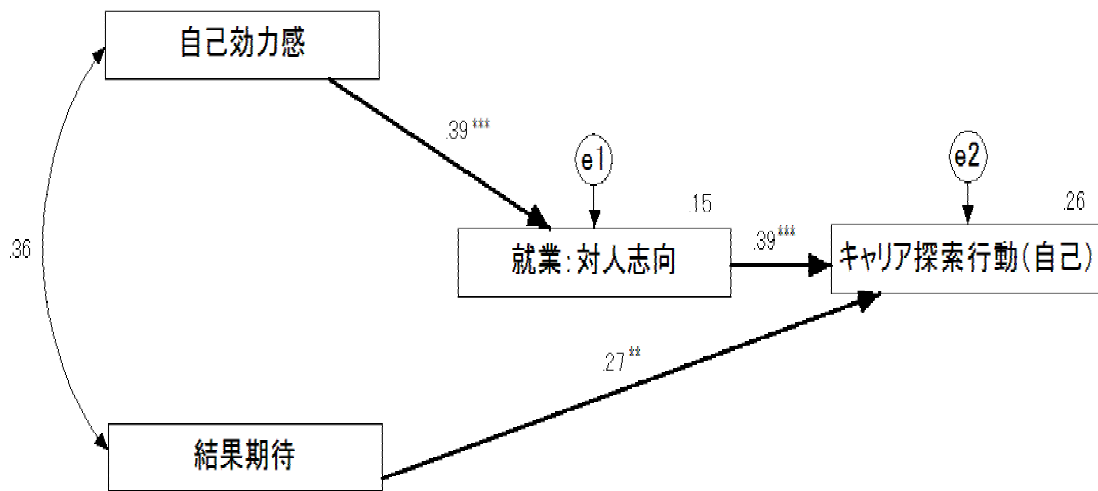 自己効力感
.39***
e1
e2
.15
.26
.36
就業:対人志向
.39***
キャリア探索行動(自己)
.27**
結果期待